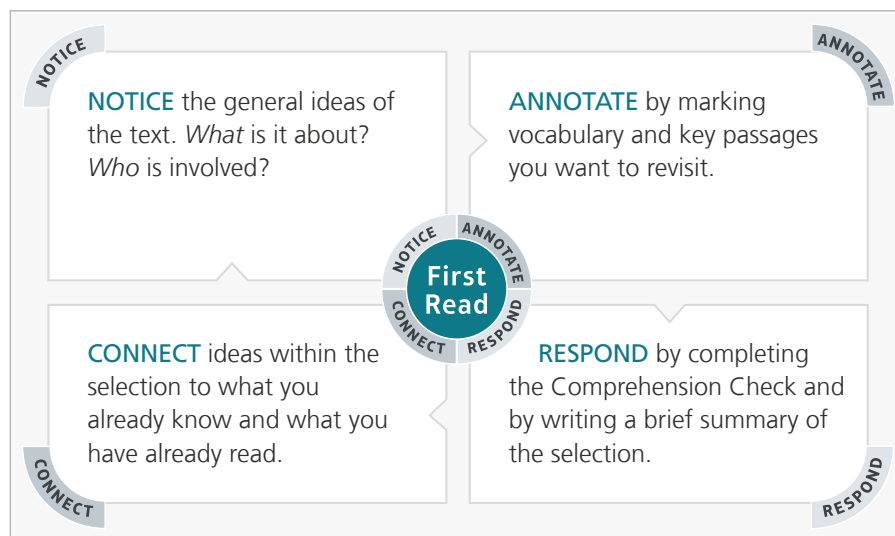 NOTICE
NOTICE the general ideas of
the text. What is it about?
Who is involved?
ANNOTATE
ANNOTATE by marking
vocabulary and key passages
you want to revisit.
NOTICE
ANNOTATE
First
Read
CONNECT
RESPOND
CONNECT ideas within the
selection to what you
already know and what you
have already read.
CONNECT
RESPOND by completing
the Comprehension Check and
by writing a brief summary of
the selection.
RESPOND